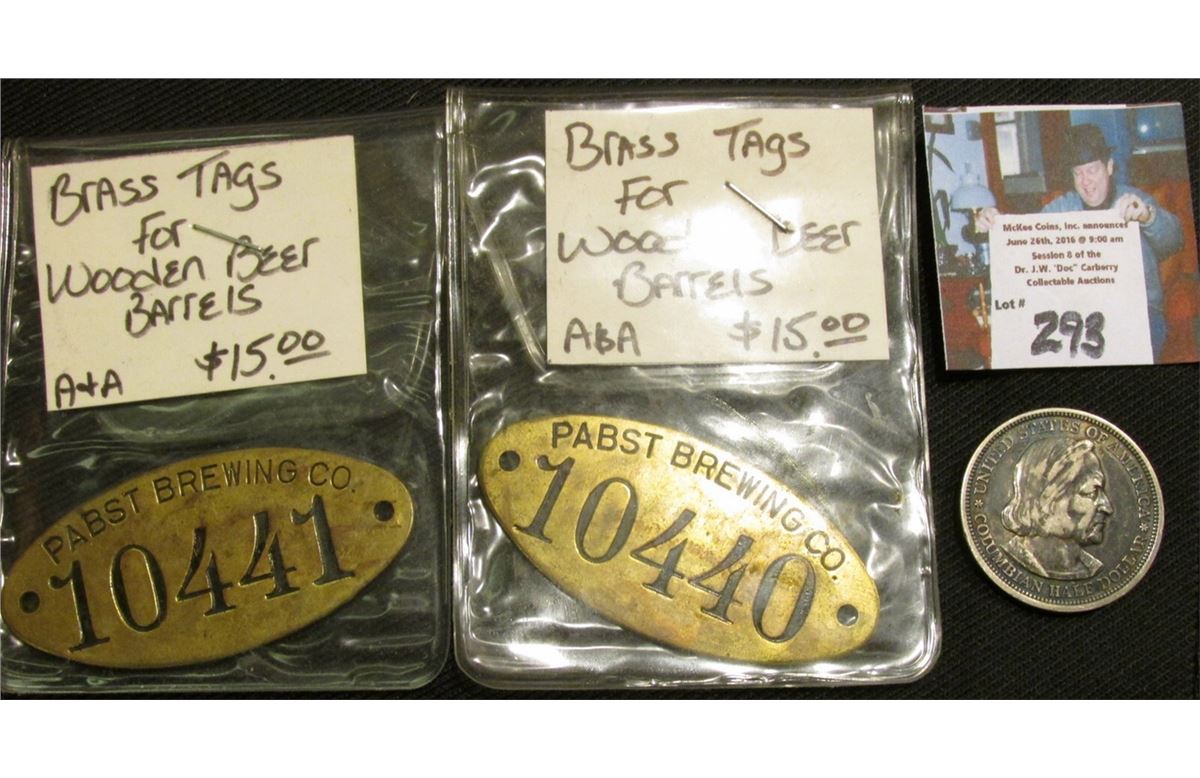 BrASS TAgS
For
Wooden Beer
BArreLS
$15.00
A+A
PABST BREWING CO.
10441
BrASS TAgS
For
Wood Beer
BArreLS
A&A $15.00
PABST BREWING CO.
10440
McKee Coins, Inc. announces
June 26th, 2016 @ 9:00 am
Session 8 of the
Dr. J.W. "Doc" Carberry
Collectable Auctions
Lot #
293
UNITED STATES OF AMERICA
COLUMBIAN HALF DOLLAR